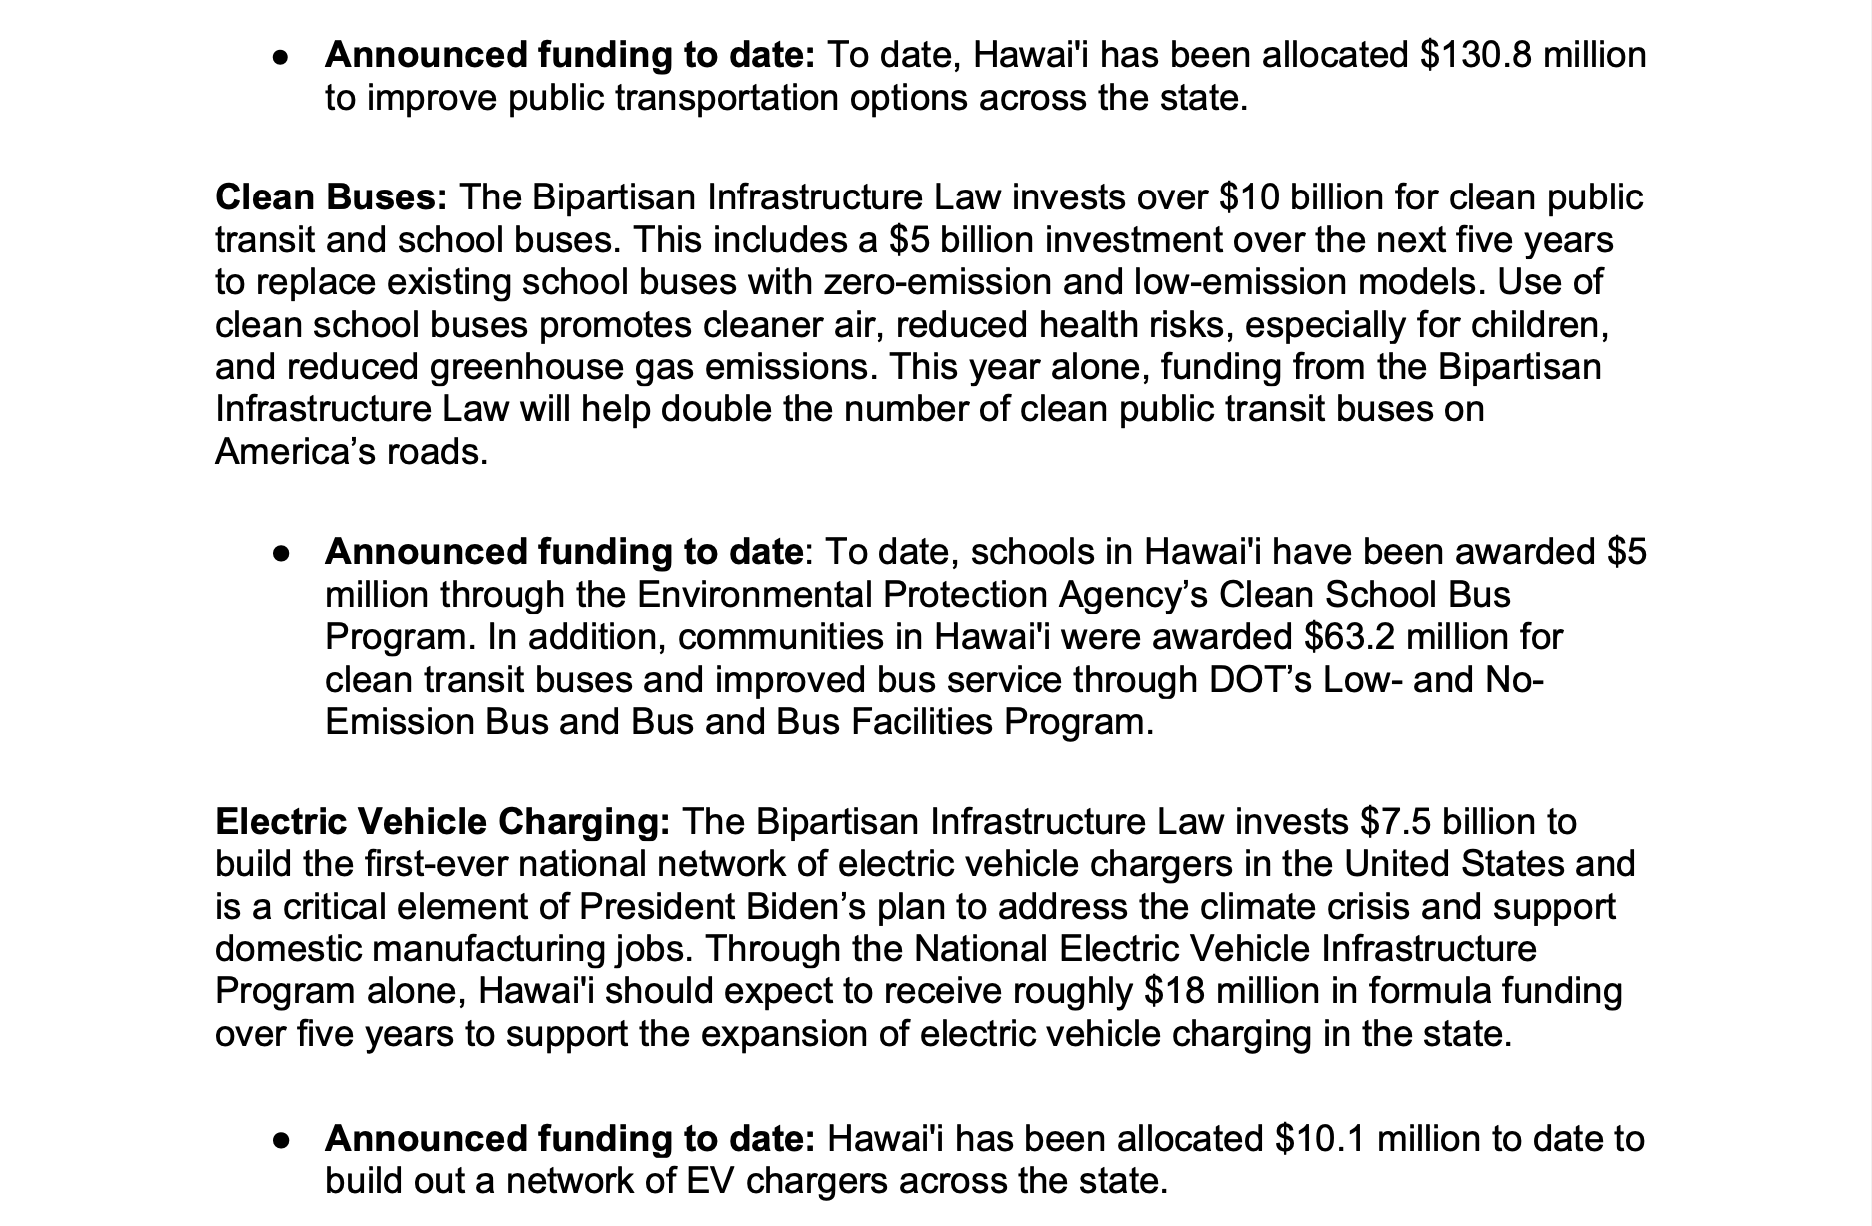 ● Announced funding to date: To date, Hawai'i has been allocated $130.8 million
to improve public transportation options across the state.
Clean Buses: The Bipartisan Infrastructure Law invests over $10 billion for clean public
transit and school buses. This includes a $5 billion investment over the next five years
to replace existing school buses with zero-emission and low-emission models. Use of
clean school buses promotes cleaner air, reduced health risks, especially for children,
and reduced greenhouse gas emissions. This year alone, funding from the Bipartisan
Infrastructure Law will help double the number of clean public transit buses on
America’s roads.
● Announced funding to date: To date, schools in Hawai'i have been awarded $5
million through the Environmental Protection Agency’s Clean School Bus
Program. In addition, communities in Hawai'i were awarded $63.2 million for
clean transit buses and improved bus service through DOT’s Low- and No-
Emission Bus and Bus and Bus Facilities Program.
Electric Vehicle Charging: The Bipartisan Infrastructure Law invests $7.5 billion to
build the first-ever national network of electric vehicle chargers in the United States and
is a critical element of President Biden’s plan to address the climate crisis and support
domestic manufacturing jobs. Through the National Electric Vehicle Infrastructure
Program alone, Hawai'i should expect to receive roughly $18 million in formula funding
over five years to support the expansion of electric vehicle charging in the state.
● Announced funding to date: Hawai'i has been allocated $10.1 million to date to
build out a network of EV chargers across the state.